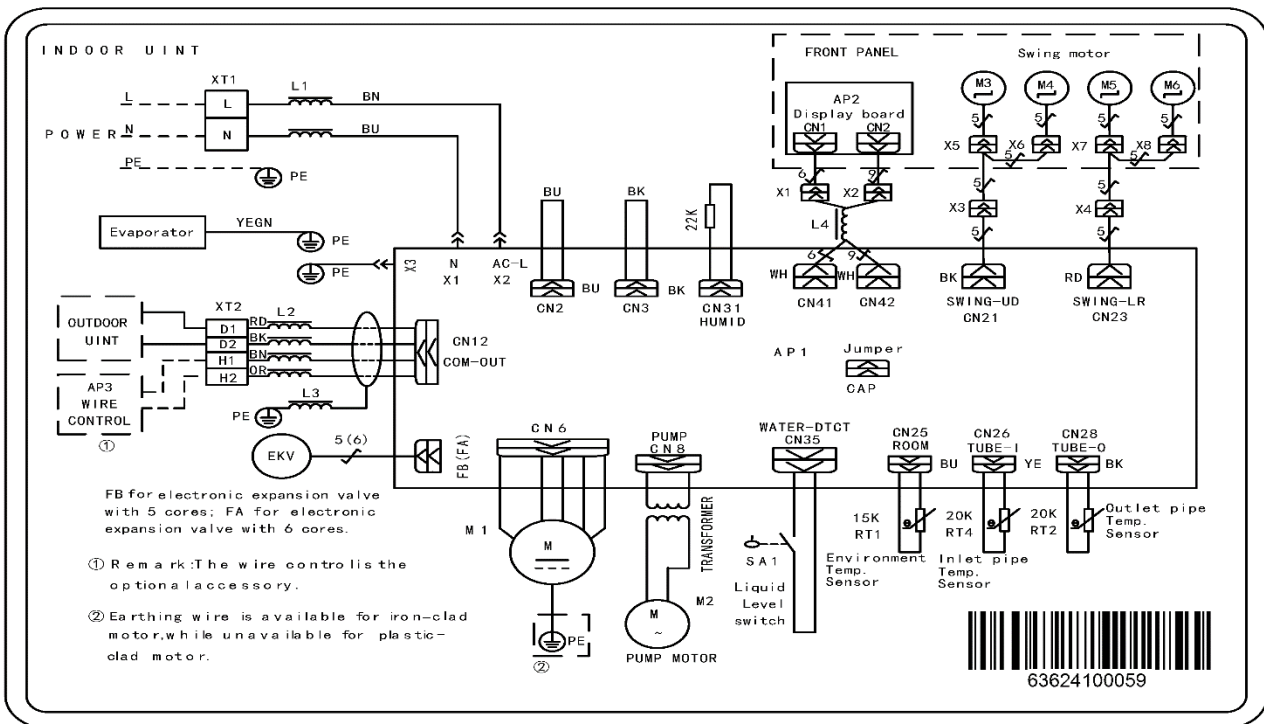 INDOOR UINT
FRONT PANEL
Swing motor
XT1
L1
L
L
BN
POWER
N
N
BU
PE
PE
AP2
Display board
CN1
CN2
M3
M4
M5
M6
5
5
5
5
X5
X6
X7
X8
5
5
6
9
X1
X2
5
5
X3
X4
L4
5
5
6
9
Evaporator
YEGN
PE
PE
X3
N
X1
AC-L
X2
BU
BK
22K
BU
CN2
BK
CN3
CN31
HUMID
WH
CN41
WH
CN42
BK
SWING-UD
CN21
RD
SWING-LR
CN23
OUTDOOR
UINT
XT2
L2
D1
RD
D2
BK
H1
BN
H2
OR
CN12
COM-OUT
AP1
Jumper
CAP
AP3
WIRE
CONTROL
①
L3
PE
EKV
5(6)
FB(FA)
CN6
PUMP
CN8
WATER-DTCT
CN35
CN25
ROOM
BU
CN26
TUBE-I
YE
CN28
TUBE-O
BK
FB for electronic expansion valve
with 5 cores; FA for electronic
expansion valve with 6 cores.
M1
M
TRANSFORMER
SA1
Liquid
Level
switch
15K
RT1
Environment
Temp.
Sensor
20K
RT4
Inlet pipe
Temp.
Sensor
20K
RT2
Outlet pipe
Temp.
Sensor
① Remark:The wire controlis the
optionalaccessory.
② Earthing wire is available for iron-clad
motor,while unavailable for plastic-
clad motor.
PE
②
M2
M
~
PUMP MOTOR
63624100059